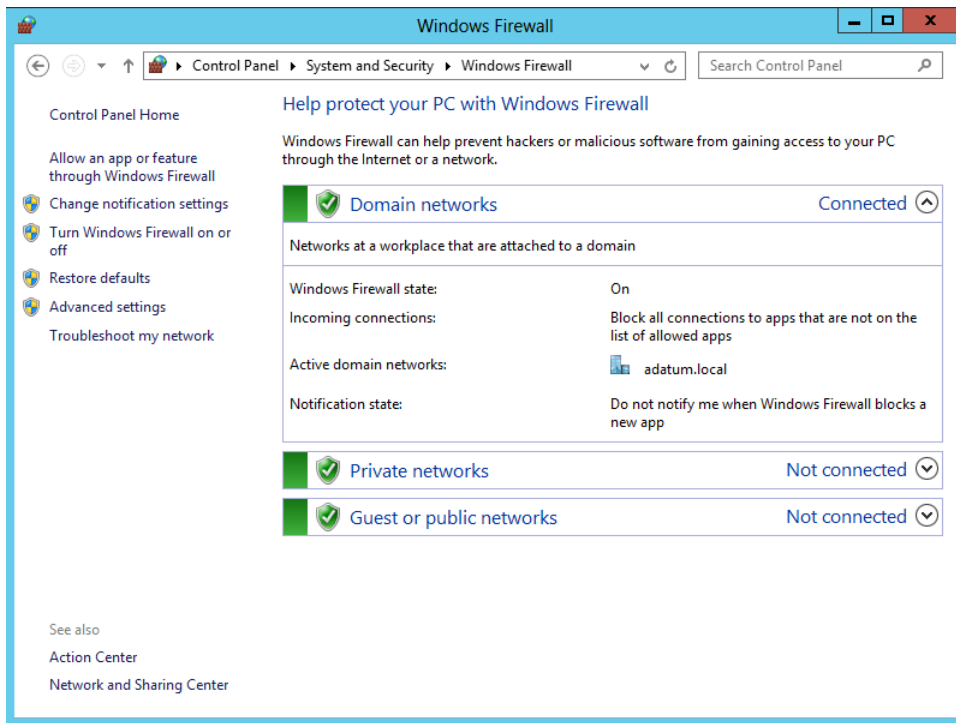 Windows Firewall
Control Panel ▸ System and Security ▸ Windows Firewall
Search Control Panel
Control Panel Home
Allow an app or feature
through Windows Firewall
Change notification settings
Turn Windows Firewall on or
off
Restore defaults
Advanced settings
Troubleshoot my network
See also
Action Center
Network and Sharing Center
Help protect your PC with Windows Firewall
Windows Firewall can help prevent hackers or malicious software from gaining access to your PC
through the Internet or a network.
Domain networks Connected
Networks at a workplace that are attached to a domain
Windows Firewall state: On
Incoming connections: Block all connections to apps that are not on the
list of allowed apps
Active domain networks: adatum.local
Notification state: Do not notify me when Windows Firewall blocks a
new app
Private networks Not connected
Guest or public networks Not connected